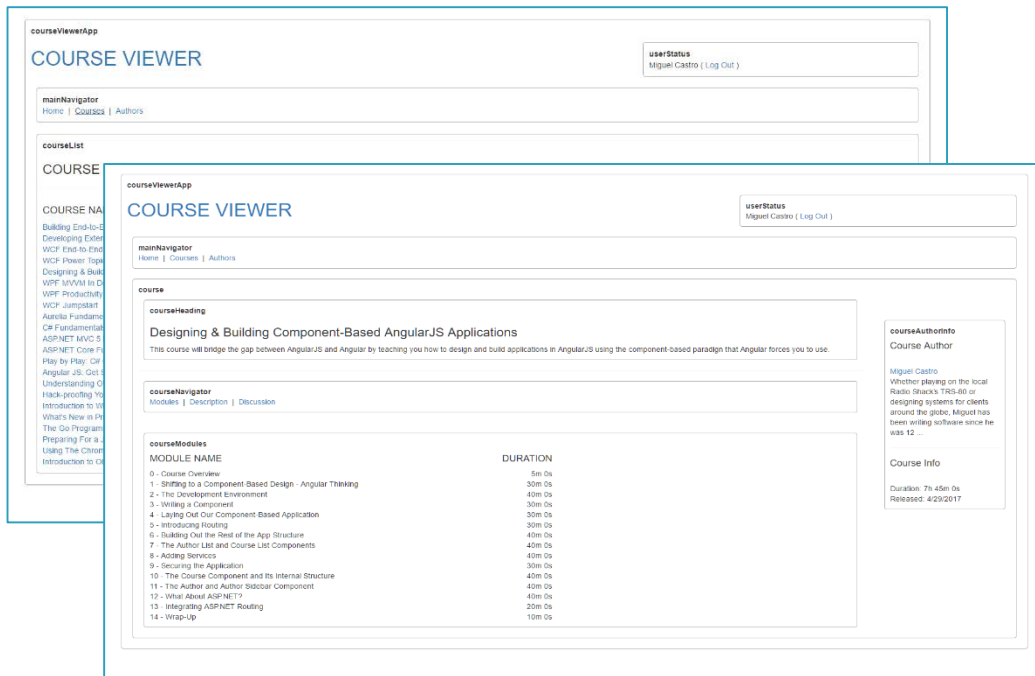 courseViewerApp
COURSE VIEWER
userStatus
Miguel Castro ( Log Out )
mainNavigator
Home | Courses | Authors
courseList
COURSE
COURSE NA
Building End-to-E
Developing Exter
WCF End-to-End
WCF Power Topi
Designing & Build
WPF MVVM In D
WPF Productivity
WCF Jumpstart
Aurelia Fundame
C# Fundamentals
ASP.NET MVC 5
ASP.NET Core Fu
Play by Play: C#
Angular JS: Get S
Understanding O
Hack-proofing Yo
Introduction to W
What's New in Pr
The Go Program
Preparing For a J
Using The Chrom
Introduction to Ol
courseViewerApp
COURSE VIEWER
userStatus
Miguel Castro ( Log Out )
mainNavigator
Home | Courses | Authors
course
courseHeading
Designing & Building Component-Based AngularJS Applications
This course will bridge the gap between AngularJS and Angular by teaching you how to design and build applications in AngularJS using the component-based paradign that Angular forces you to use.
courseNavigator
Modules | Description | Discussion
courseModules
MODULE NAME DURATION
0 - Course Overview 5m 0s
1 - Shifting to a Component-Based Design - Angular Thinking 30m 0s
2 - The Development Environment 40m 0s
3 - Writing a Component 30m 0s
4 - Laying Out Our Component-Based Application 30m 0s
5 - Introducing Routing 30m 0s
6 - Building Out the Rest of the App Structure 40m 0s
7 - The Author List and Course List Components 40m 0s
8 - Adding Services 40m 0s
9 - Securing the Application 30m 0s
10 - The Course Component and Its Internal Structure 40m 0s
11 - The Author and Author Sidebar Component 40m 0s
12 - What About ASP.NET? 40m 0s
13 - Integrating ASP.NET Routing 20m 0s
14 - Wrap-Up 10m 0s
courseAuthorInfo
Course Author
Miguel Castro
Whether playing on the local
Radio Shack's TRS-80 or
designing systems for clients
around the globe, Miguel has
been writing software since he
was 12 ...
Course Info
Duration: 7h 45m 0s
Released: 4/29/2017